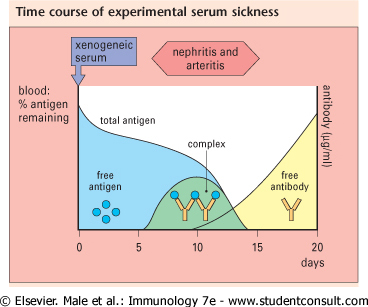 Time course of experimental serum sickness
xenogeneic
serum
nephritis and
arteritis
blood:
% antigen
remaining
total antigen
complex
free
antigen
free
antibody
antibody (µg/ml)
0
5
10
15
20
days
© Elsevier. Male et al.: Immunology 7e - www.studentconsult.com